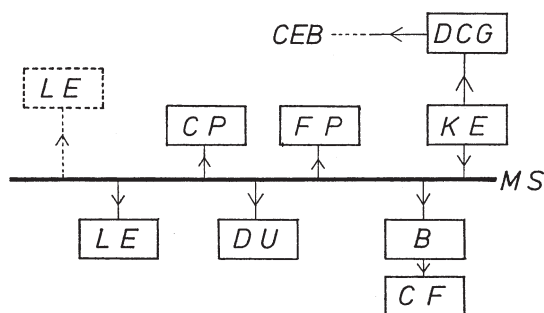 CEB DCG
LE
CP FP KE
MS
LE DU B
CF